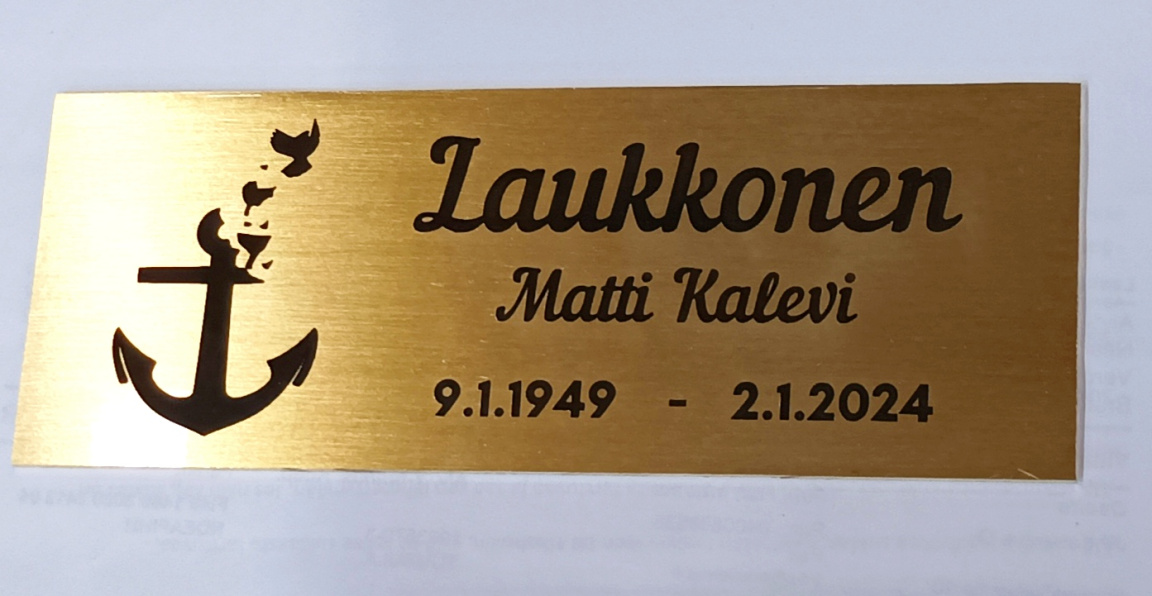 Laukkonen
Matti Kalevi
9.1.1949 - 2.1.2024